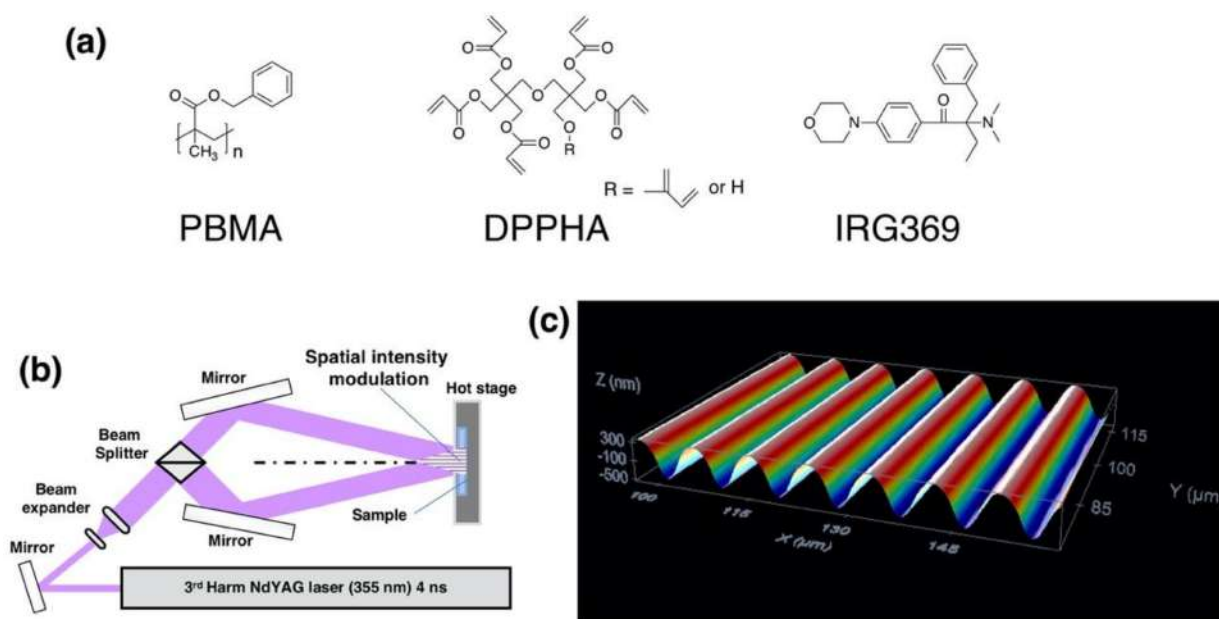 (a)
O
O
CH3
n
PBMA
O
O
O
O
O
O
O
O
O
O
O
O
R
R = or H
DPPHA
O
N
O
N
IRG369
(b)
Mirror
Spatial intensity
modulation
Hot stage
Beam
Splitter
Beam
expander
Mirror
Sample
Mirror
3rd Harm NdYAG laser (355 nm) 4 ns
(c)
Z (nm)
300
-100
-500
100
115
130
145
X (µm)
115
100
85
Y (µm)